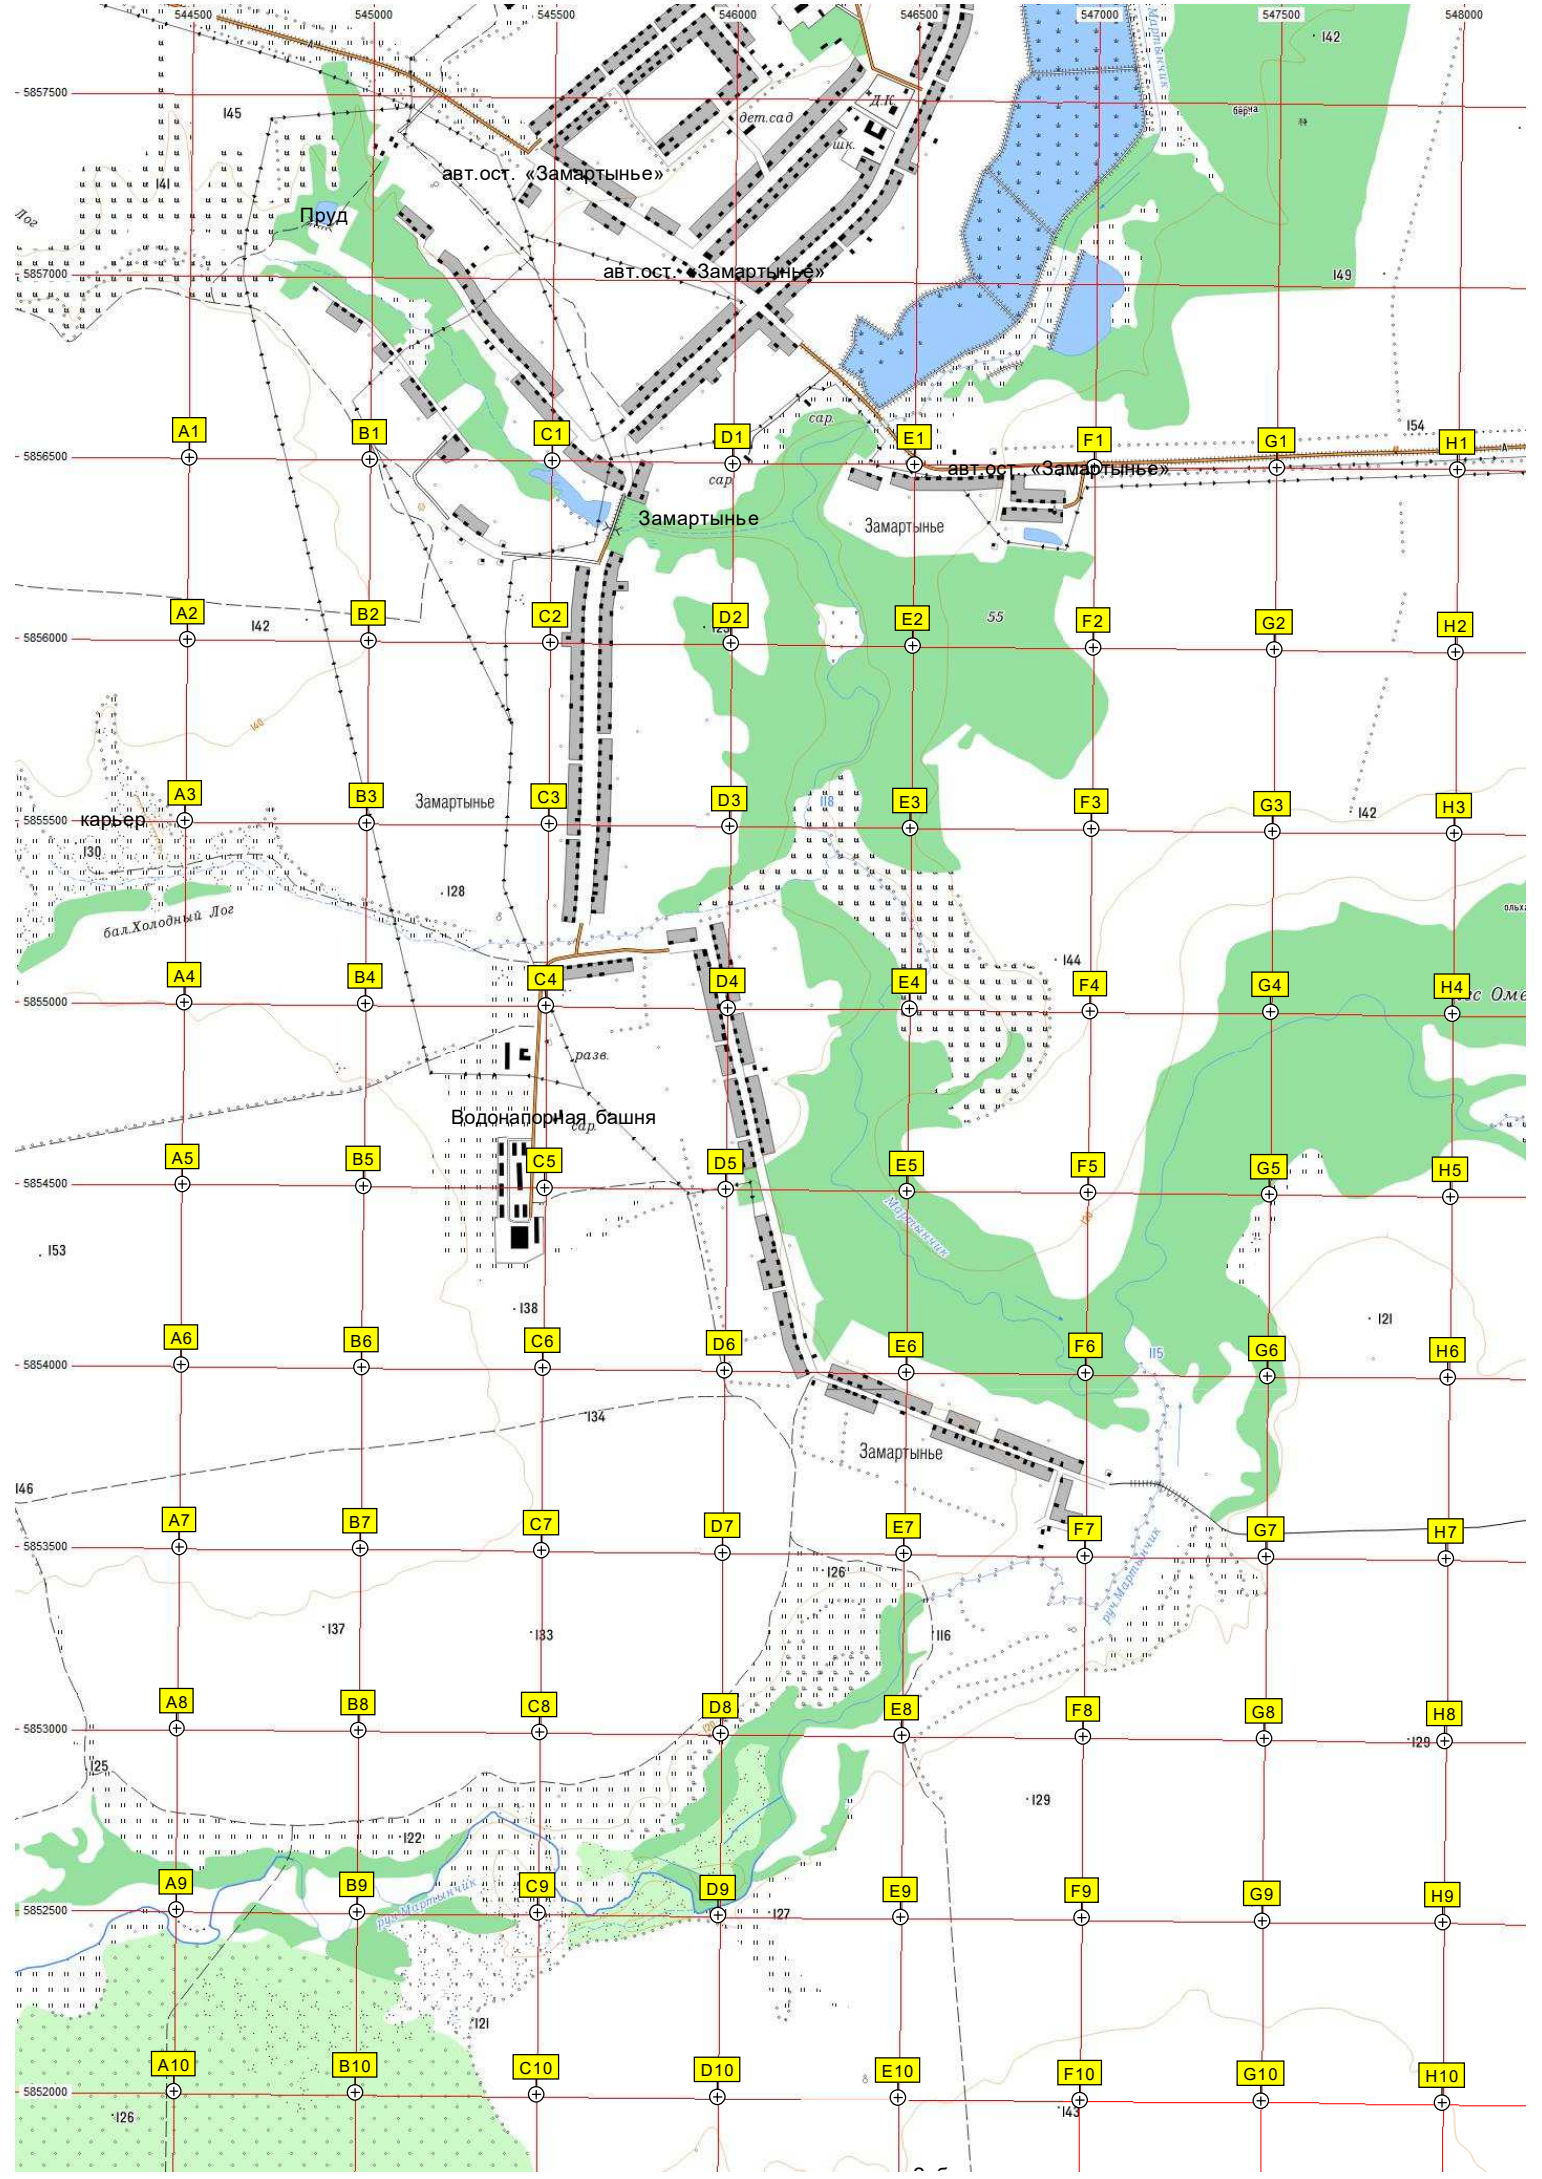 544500 545000 545500 546000 546500 547000 547500 548000
142
Мартынчик
5857500
Д.К.
145
дет.сад
шк.
авт.ост. «Замартынье»
141
Лог
Пруд
5857000
авт.ост. «Замартынье»
149
сар.
154
A1 B1 C1 D1 E1 F1 G1 H1
5856500
авт.ост. «Замартынье»
сар.
Замартынье
Замартынье
A2 B2 C2 D2 E2 F2 G2 H2
142
55
5856000
140
A3 B3 C3 D3 E3 F3 G3 H3
Замартынье
118
142
5855500
карьер
130
128
бал.Холодный Лог
144
A4 B4 C4 D4 E4 F4 G4 H4
5855000
Оме
разв.
Водонапорная башня
сар.
A5 B5 C5 D5 E5 F5 G5 H5
5854500
Мартынчик
153
138
121
A6 B6 C6 D6 E6 F6 G6 H6
115
5854000
134
Замартынье
146
A7 B7 C7 D7 E7 F7 G7 H7
5853500
126
руч.Мартынчик
137
133
116
A8 B8 C8 D8 E8 F8 G8 H8
5853000
120
129
125
129
122
A9 B9 C9 D9 E9 F9 G9 H9
5852500
руч.Мартынчик
127
121
A10 B10 C10 D10 E10 F10 G10 H10
5852000
126
143